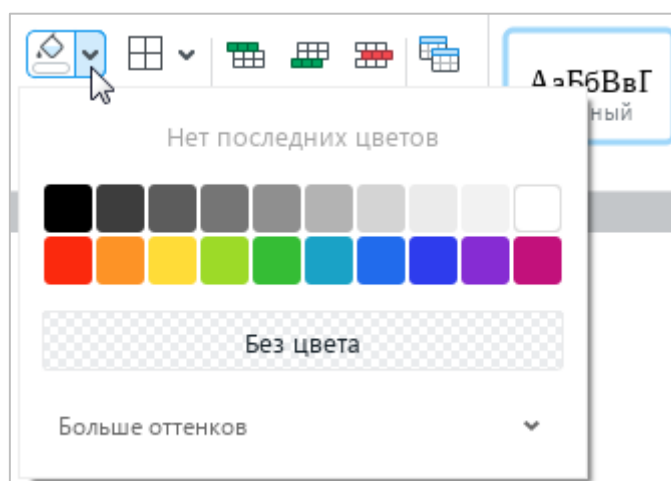 АаБбВвГ
ный
Нет последних цветов
Без цвета
Больше оттенков